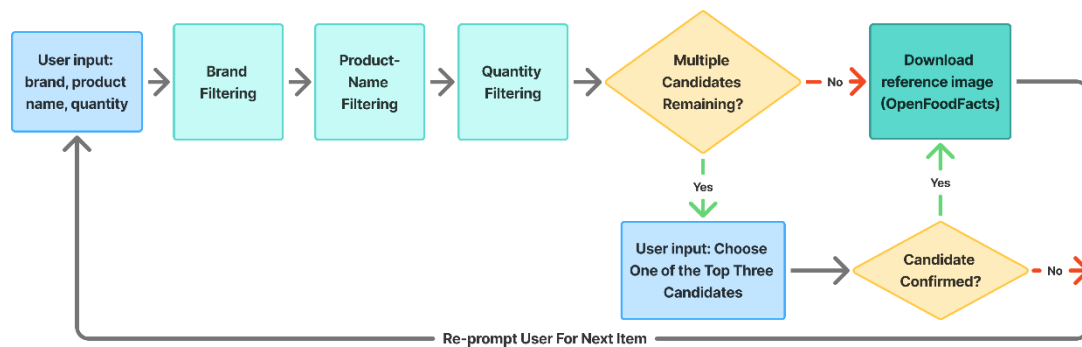 User input:
brand, product
name, quantity
Brand
Filtering
Product-
Name
Filtering
Quantity
Filtering
Multiple
Candidates
Remaining?
No
Download
reference image
(OpenFoodFacts)
Yes
Yes
User input: Choose
One of the Top Three
Candidates
Candidate
Confirmed?
No
Re-prompt User For Next Item